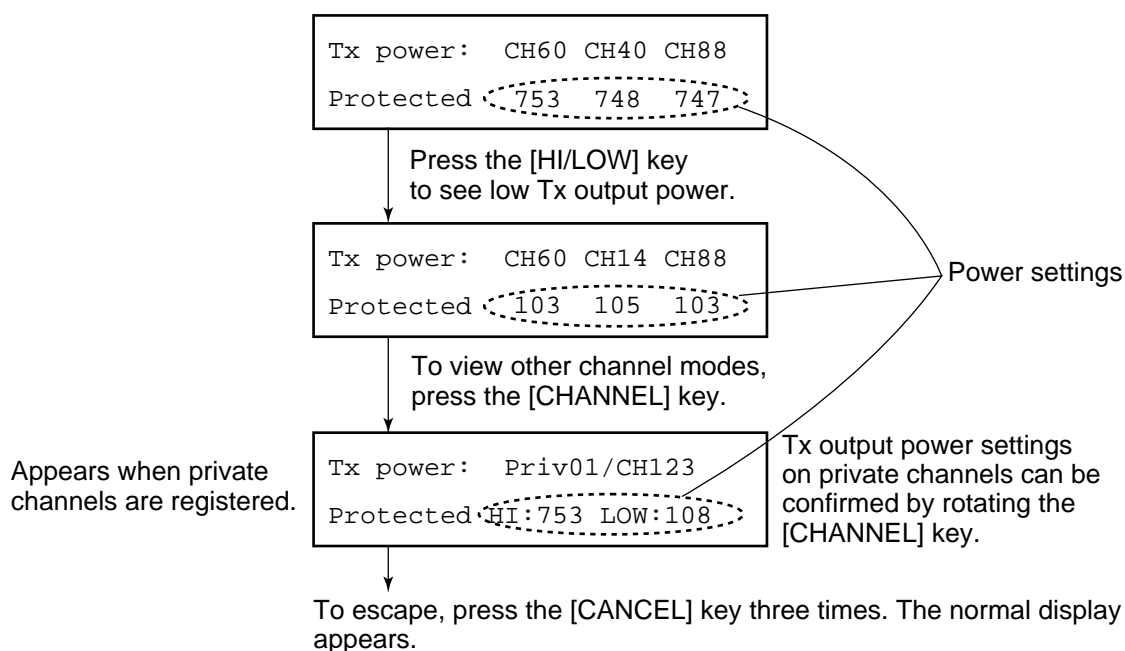 Tx power: CH60 CH40 CH88
Protected 753 748 747
Press the [HI/LOW] key
to see low Tx output power.
Tx power: CH60 CH14 CH88
Protected 103 105 103
Power settings
To view other channel modes,
press the [CHANNEL] key.
Appears when private
channels are registered.
Tx power: Priv01/CH123
Protected HI:753 LOW:108
Tx output power settings
on private channels can be
confirmed by rotating the
[CHANNEL] key.
To escape, press the [CANCEL] key three times. The normal display
appears.